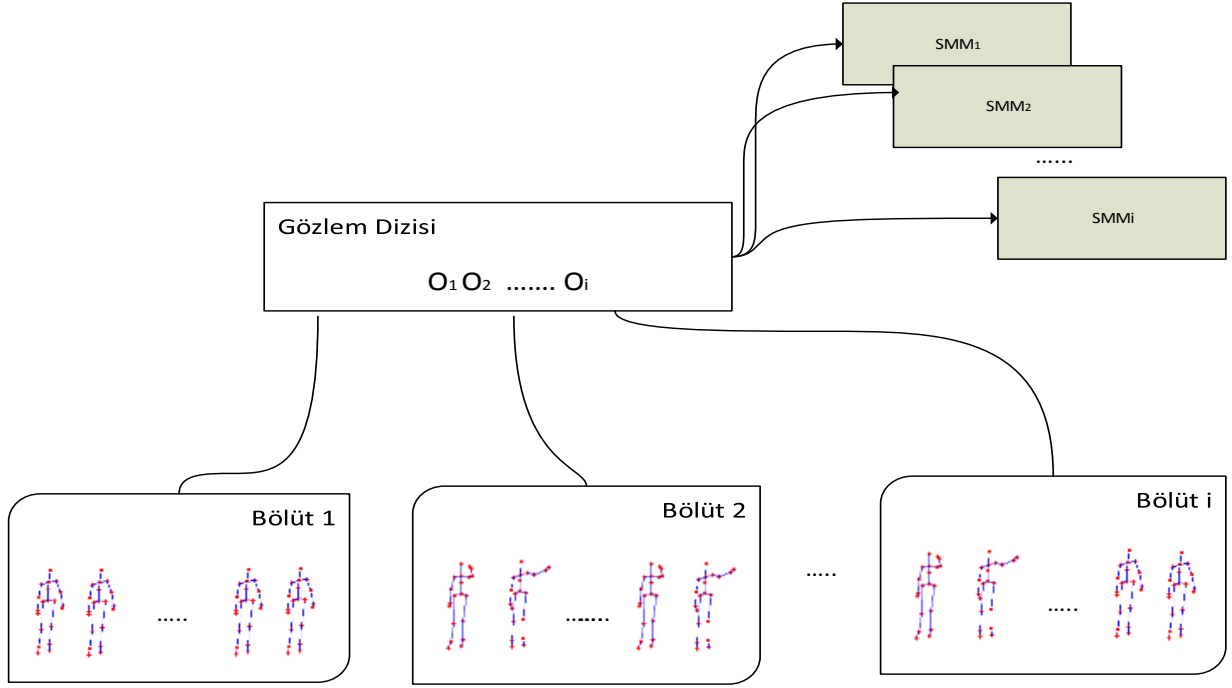 SMM₁
SMM₂
......
SMMi
Gözlem Dizisi
O₁ O₂ ....... Oᵢ
Bölüt 1
.....
Bölüt 2
........
.....
Bölüt i
.....